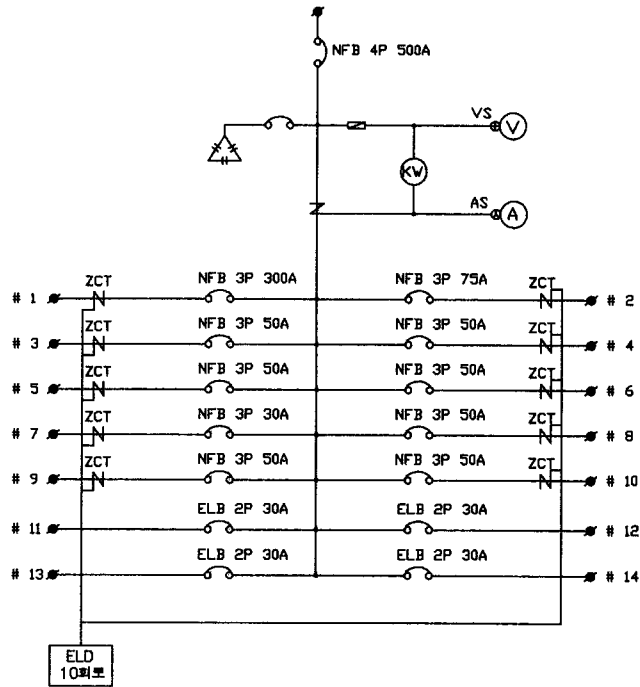 NFB 4P 500A
VS
V
KW
AS
A
ZCT NFB 3P 300A NFB 3P 75A ZCT
# 1 # 2
ZCT NFB 3P 50A NFB 3P 50A ZCT
# 3 # 4
ZCT NFB 3P 50A NFB 3P 50A ZCT
# 5 # 6
ZCT NFB 3P 30A NFB 3P 50A ZCT
# 7 # 8
ZCT NFB 3P 50A NFB 3P 50A ZCT
# 9 # 10
ELB 2P 30A ELB 2P 30A
# 11 # 12
ELB 2P 30A ELB 2P 30A
# 13 # 14
ELD
10회로